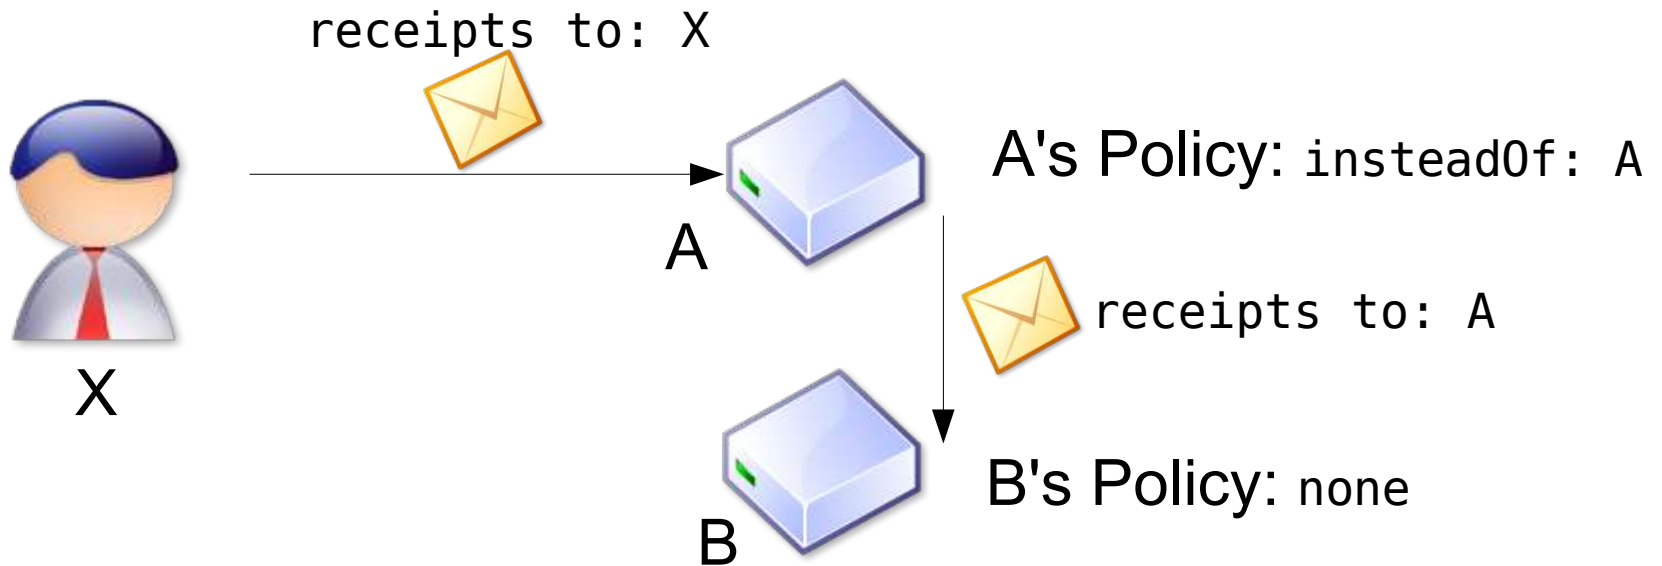 receipts to: X
A's Policy: insteadOf: A
A
receipts to: A
X
B's Policy: none
B